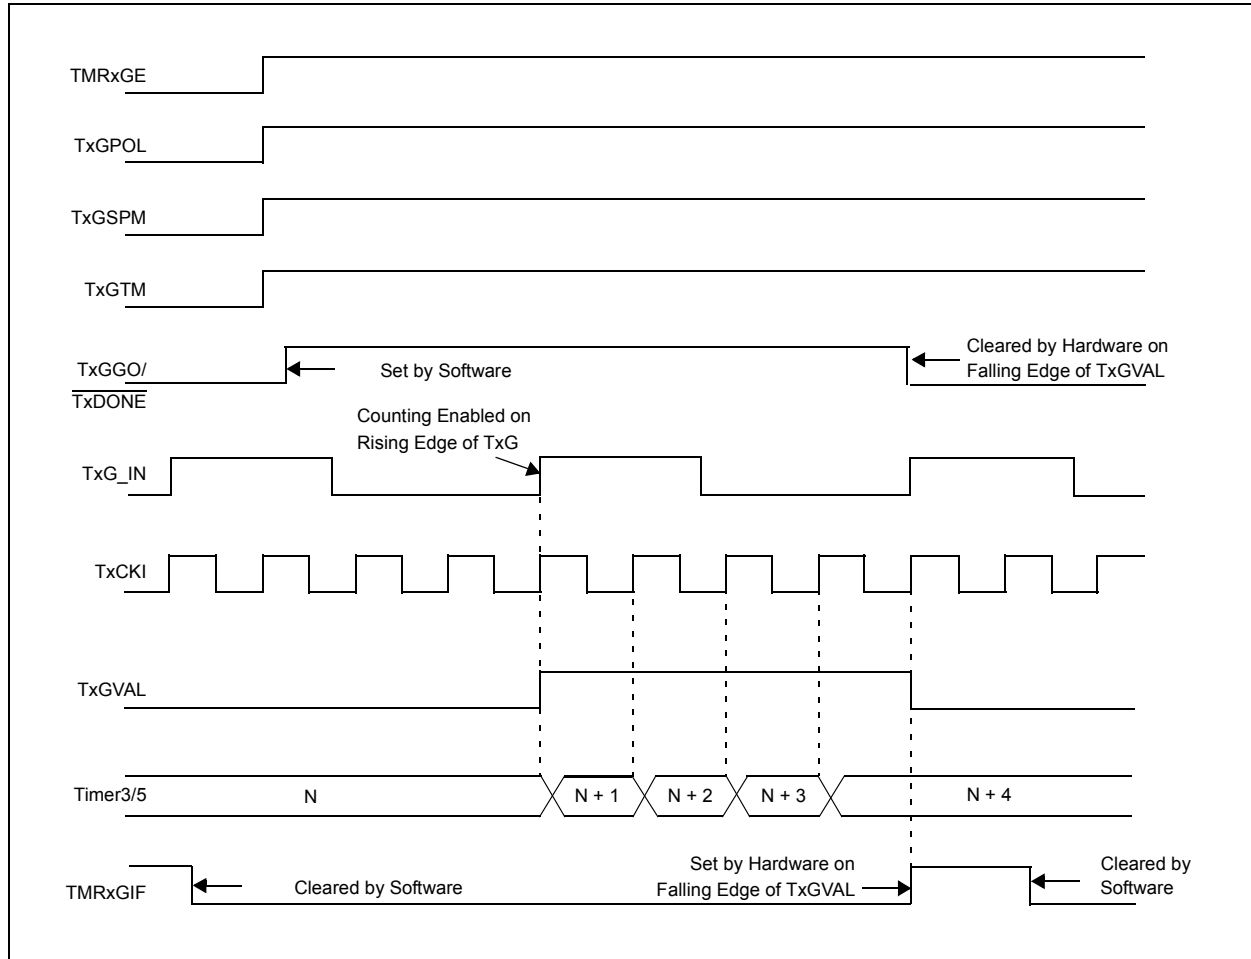 TMRxGE
TxGPOL
TxGSPM
TxGTM
TxGGO/
TxDONE
Set by Software
Cleared by Hardware on
Falling Edge of TxGVAL
Counting Enabled on
Rising Edge of TxG
TxG_IN
TxCKI
TxGVAL
Timer3/5
N
N + 1
N + 2
N + 3
N + 4
TMRxGIF
Cleared by Software
Set by Hardware on
Falling Edge of TxGVAL
Cleared by
Software